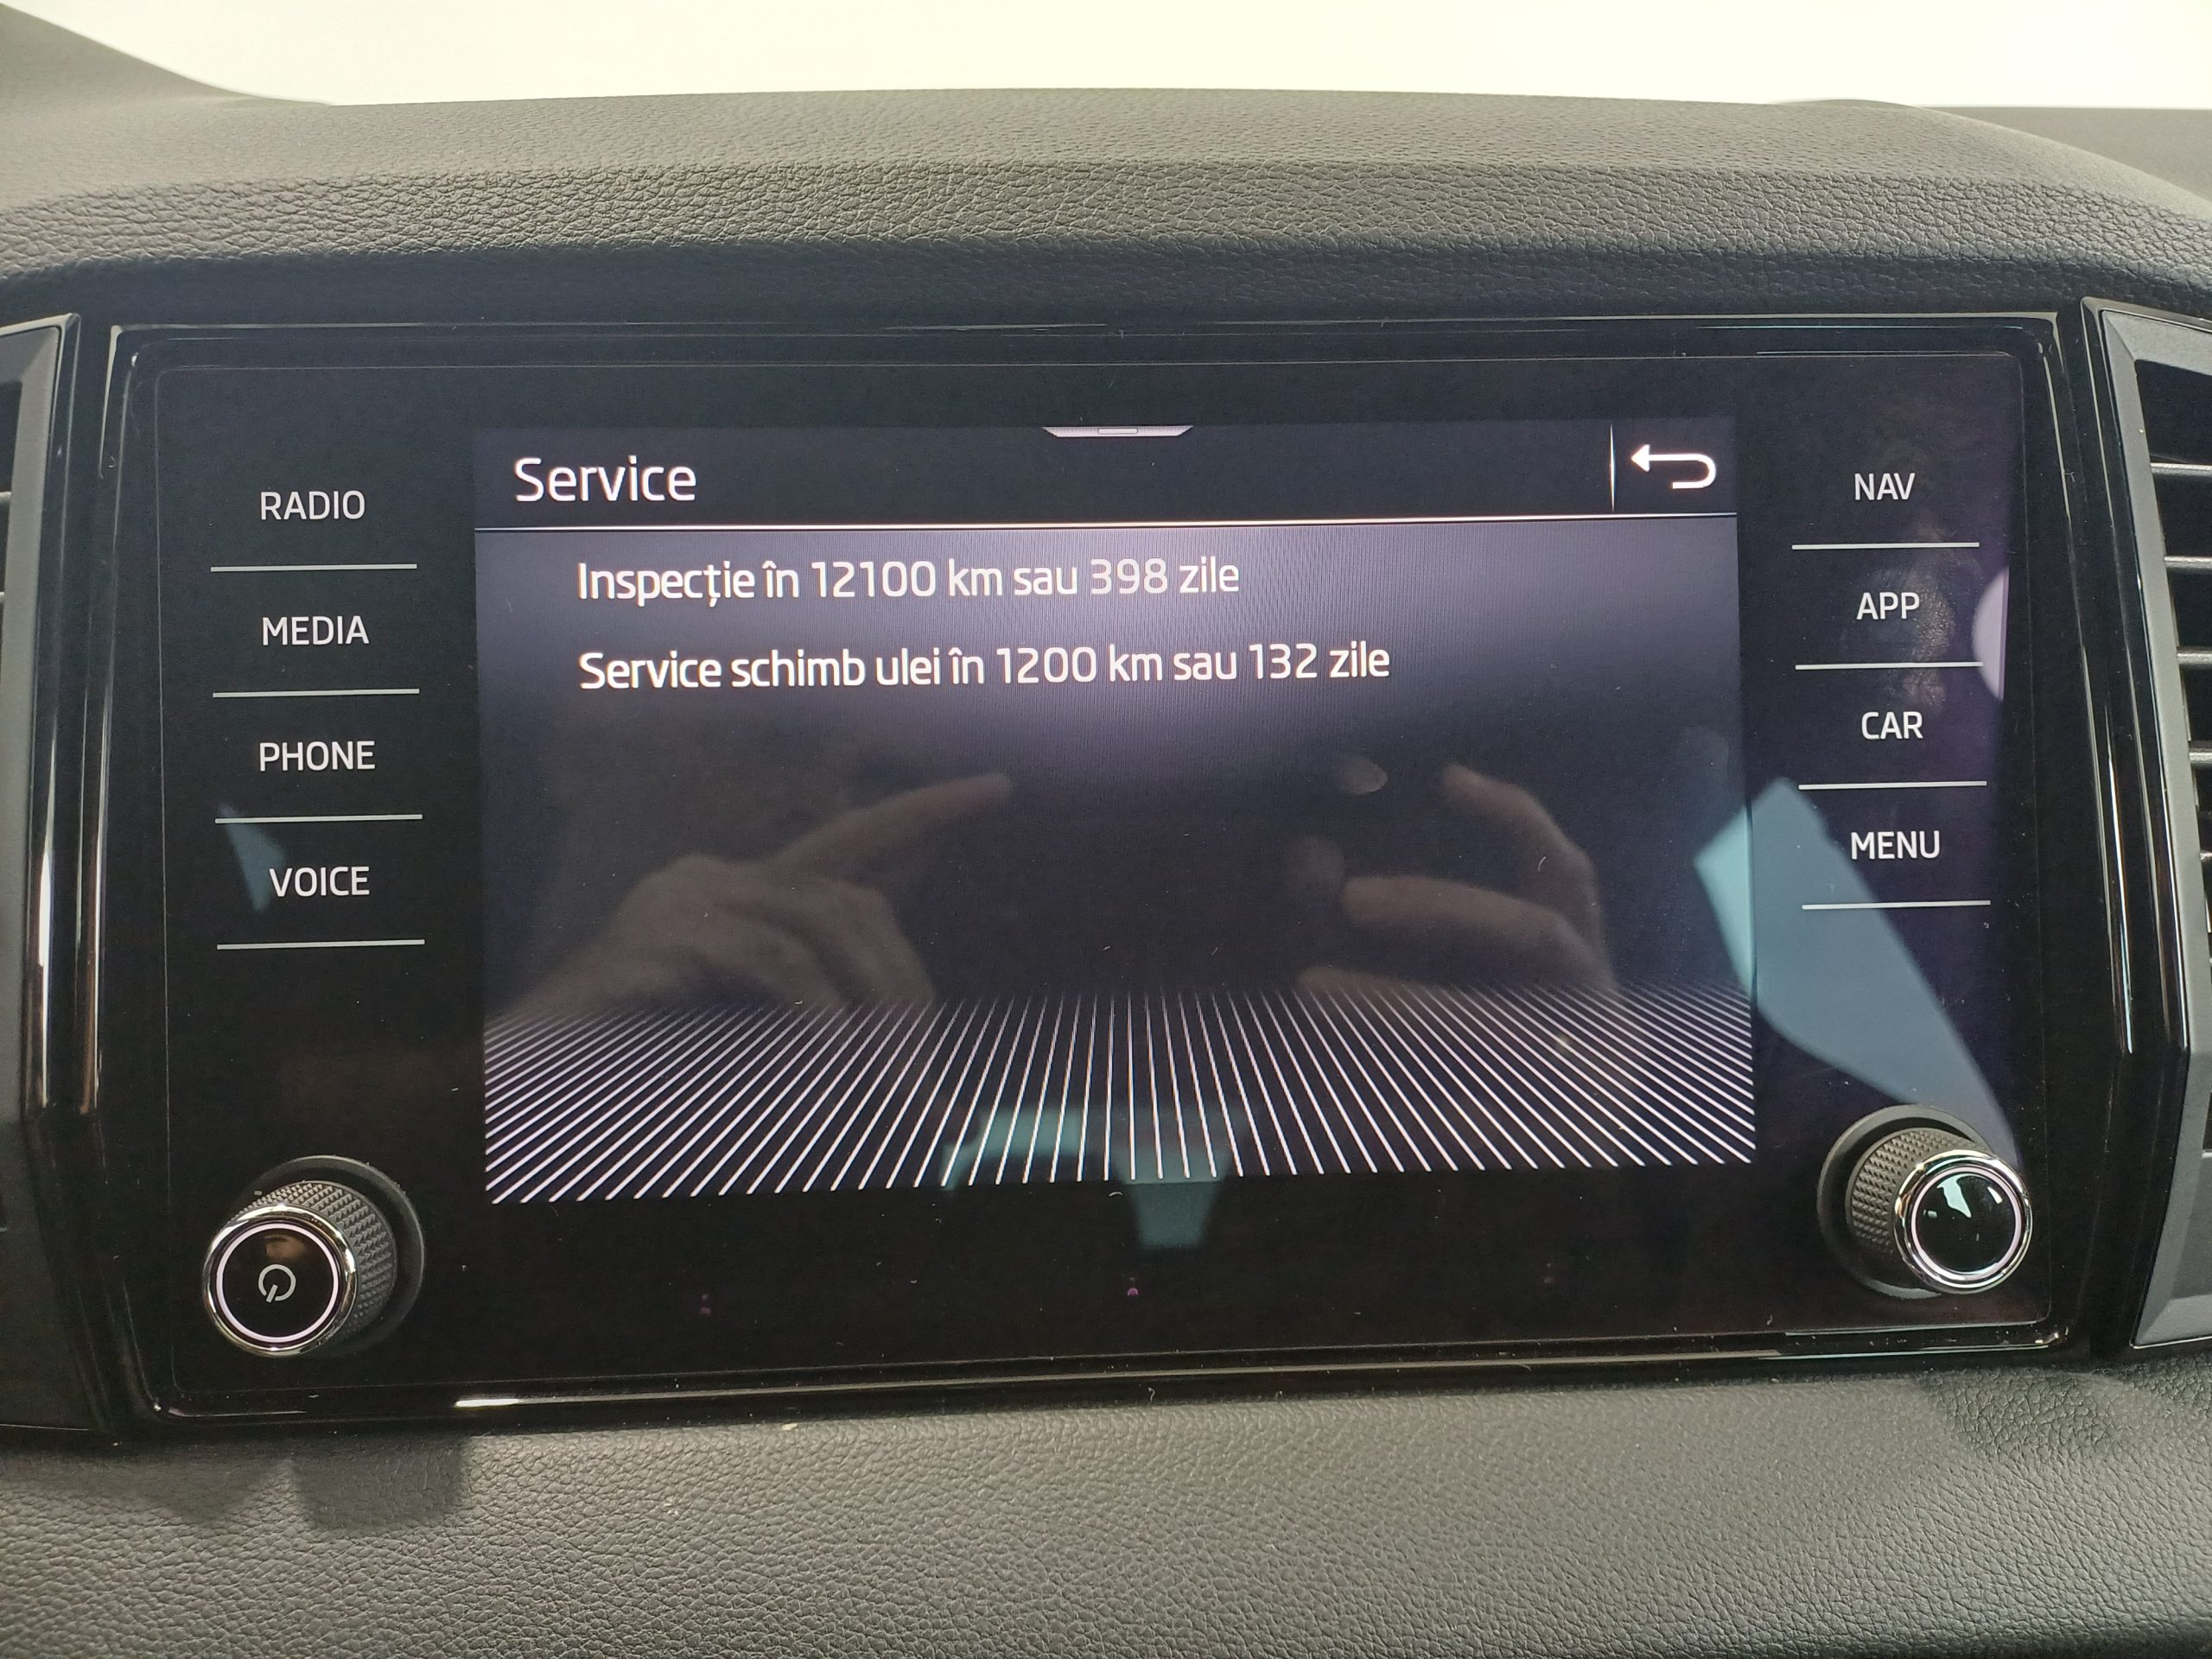 Service
Inspecție în 12100 km sau 398 zile
Service schimb ulei în 1200 km sau 132 zile
RADIO
MEDIA
PHONE
VOICE
NAV
APP
CAR
MENU